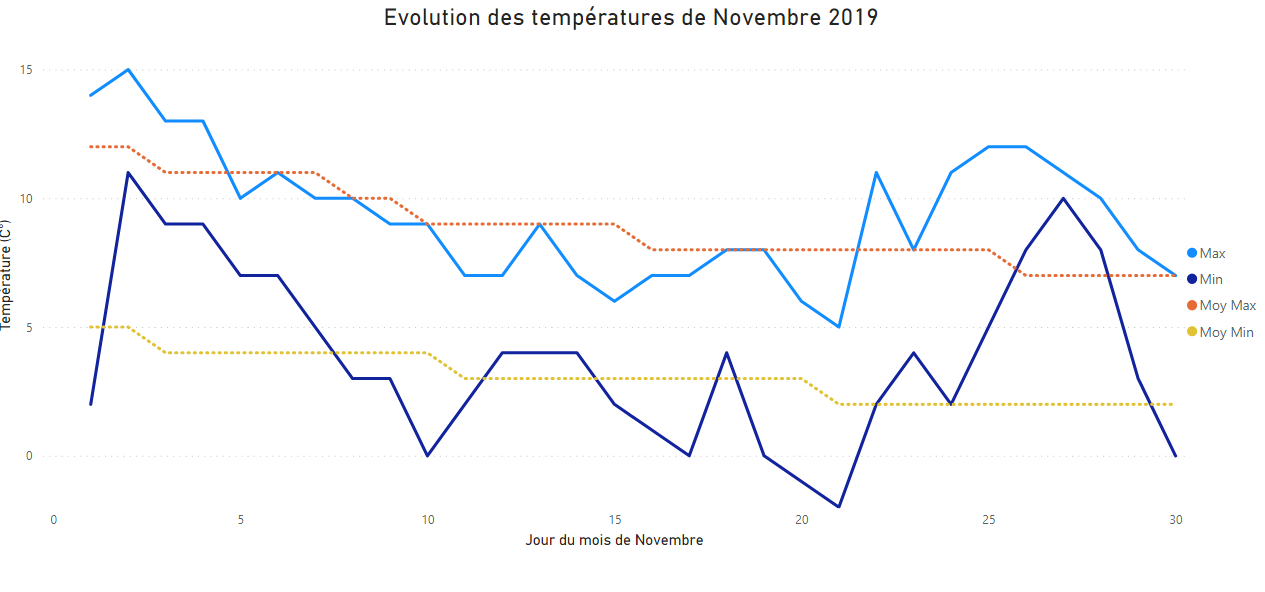 Evolution des températures de Novembre 2019
15
10
5
0
Température (C°)
0 5 10 15 20 25 30
Jour du mois de Novembre
Max
Min
Moy Max
Moy Min